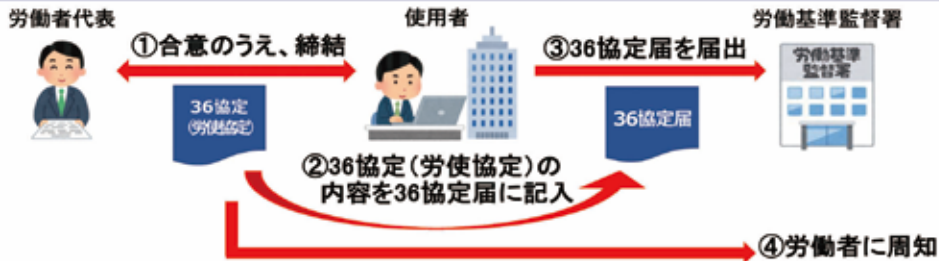 労働者代表
使用者
労働基準監督署
①合意のうえ、締結
③36協定届を届出
労働基準
監督署
36協定
(労使協定)
36協定届
②36協定(労使協定)の
内容を36協定届に記入
④労働者に周知